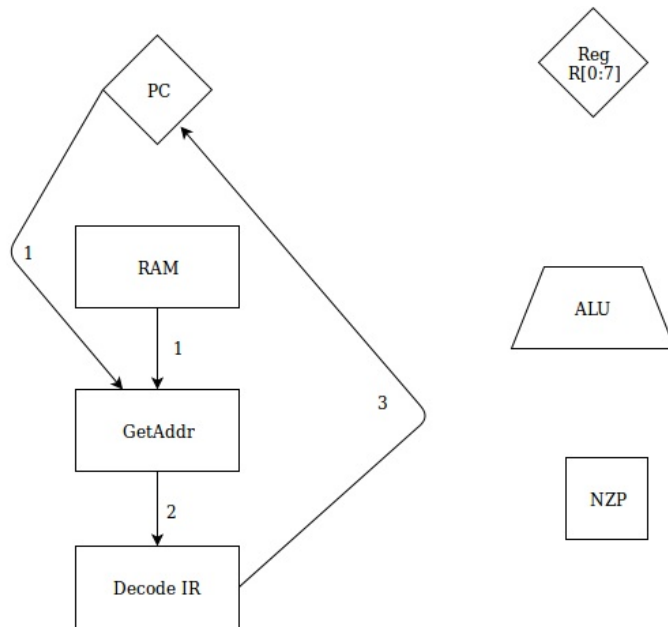 PC
Reg
R[0:7]
1
RAM
1
ALU
GetAddr
3
2
NZP
Decode IR